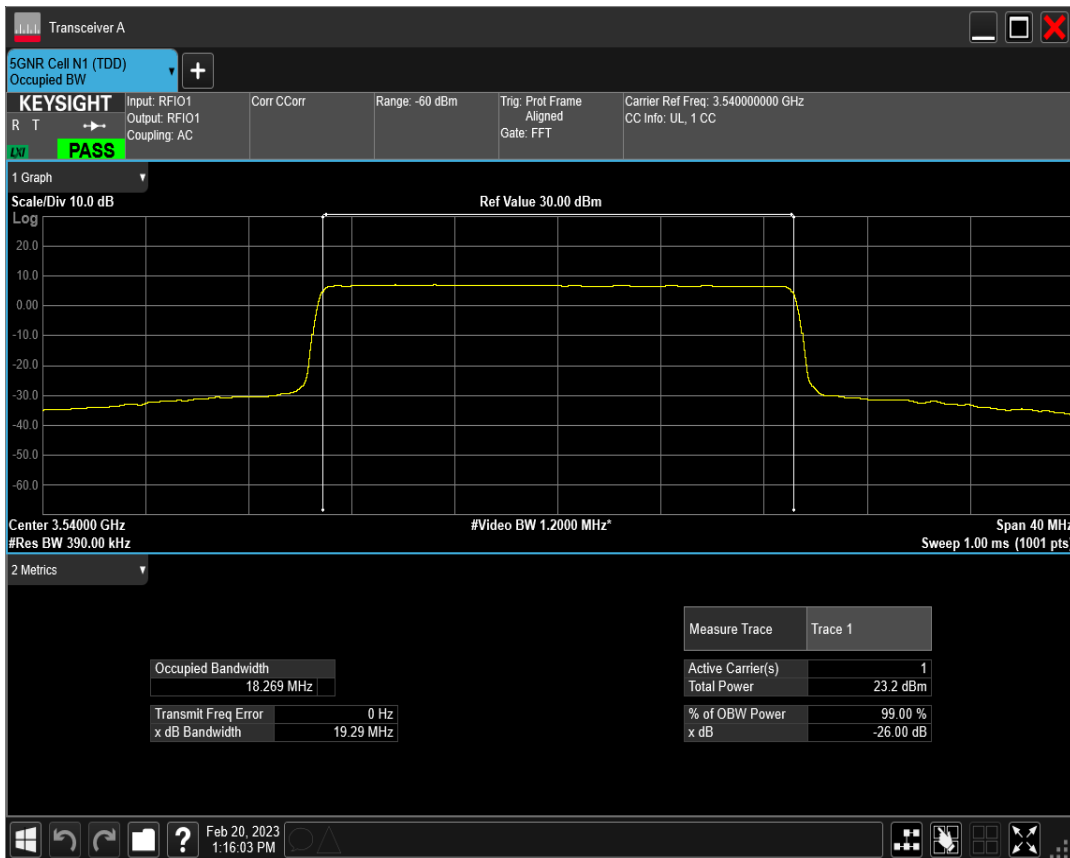 Transceiver A
5GNR Cell N1 (TDD)
Occupied BW
+
KEYSIGHT
R T
LXI
PASS
Input: RFIO1
Output: RFIO1
Coupling: AC
Corr CCorr
Range: -60 dBm
Trig: Prot Frame
Aligned
Gate: FFT
Carrier Ref Freq: 3.540000000 GHz
CC Info: UL, 1 CC
1 Graph
Scale/Div 10.0 dB
Ref Value 30.00 dBm
Log
20.0
10.0
0.00
-10.0
-20.0
-30.0
-40.0
-50.0
-60.0
Center 3.54000 GHz
#Video BW 1.2000 MHz*
Span 40 MHz
#Res BW 390.00 kHz
Sweep 1.00 ms (1001 pts)
2 Metrics
Measure Trace Trace 1
Occupied Bandwidth
18.269 MHz
Active Carrier(s) 1
Total Power 23.2 dBm
Transmit Freq Error 0 Hz
x dB Bandwidth 19.29 MHz
% of OBW Power 99.00 %
x dB -26.00 dB
?
Feb 20, 2023
1:16:03 PM